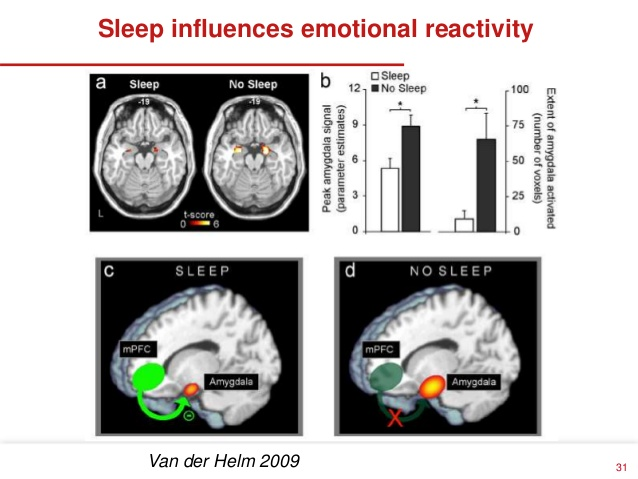 Sleep influences emotional reactivity
a Sleep No Sleep
-19 -19
L
t-score
0 6
b
Sleep
No Sleep
12
9
6
3
0
Peak amygdala signal
(parameter estimates)
* *
100
75
50
25
0
Extent of amygdala activated
(number of voxels)
c SLEEP
mPFC
Amygdala
-
d NO SLEEP
mPFC
Amygdala
X
Van der Helm 2009
31